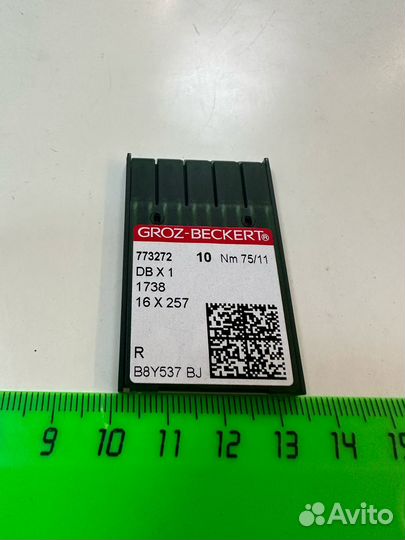 GROZ-BECKERT®
773272 10 Nm 75/11
DB X 1
1738
16 X 257
R
B8Y537 BJ
9 10 11 12 13 14 15
Avito